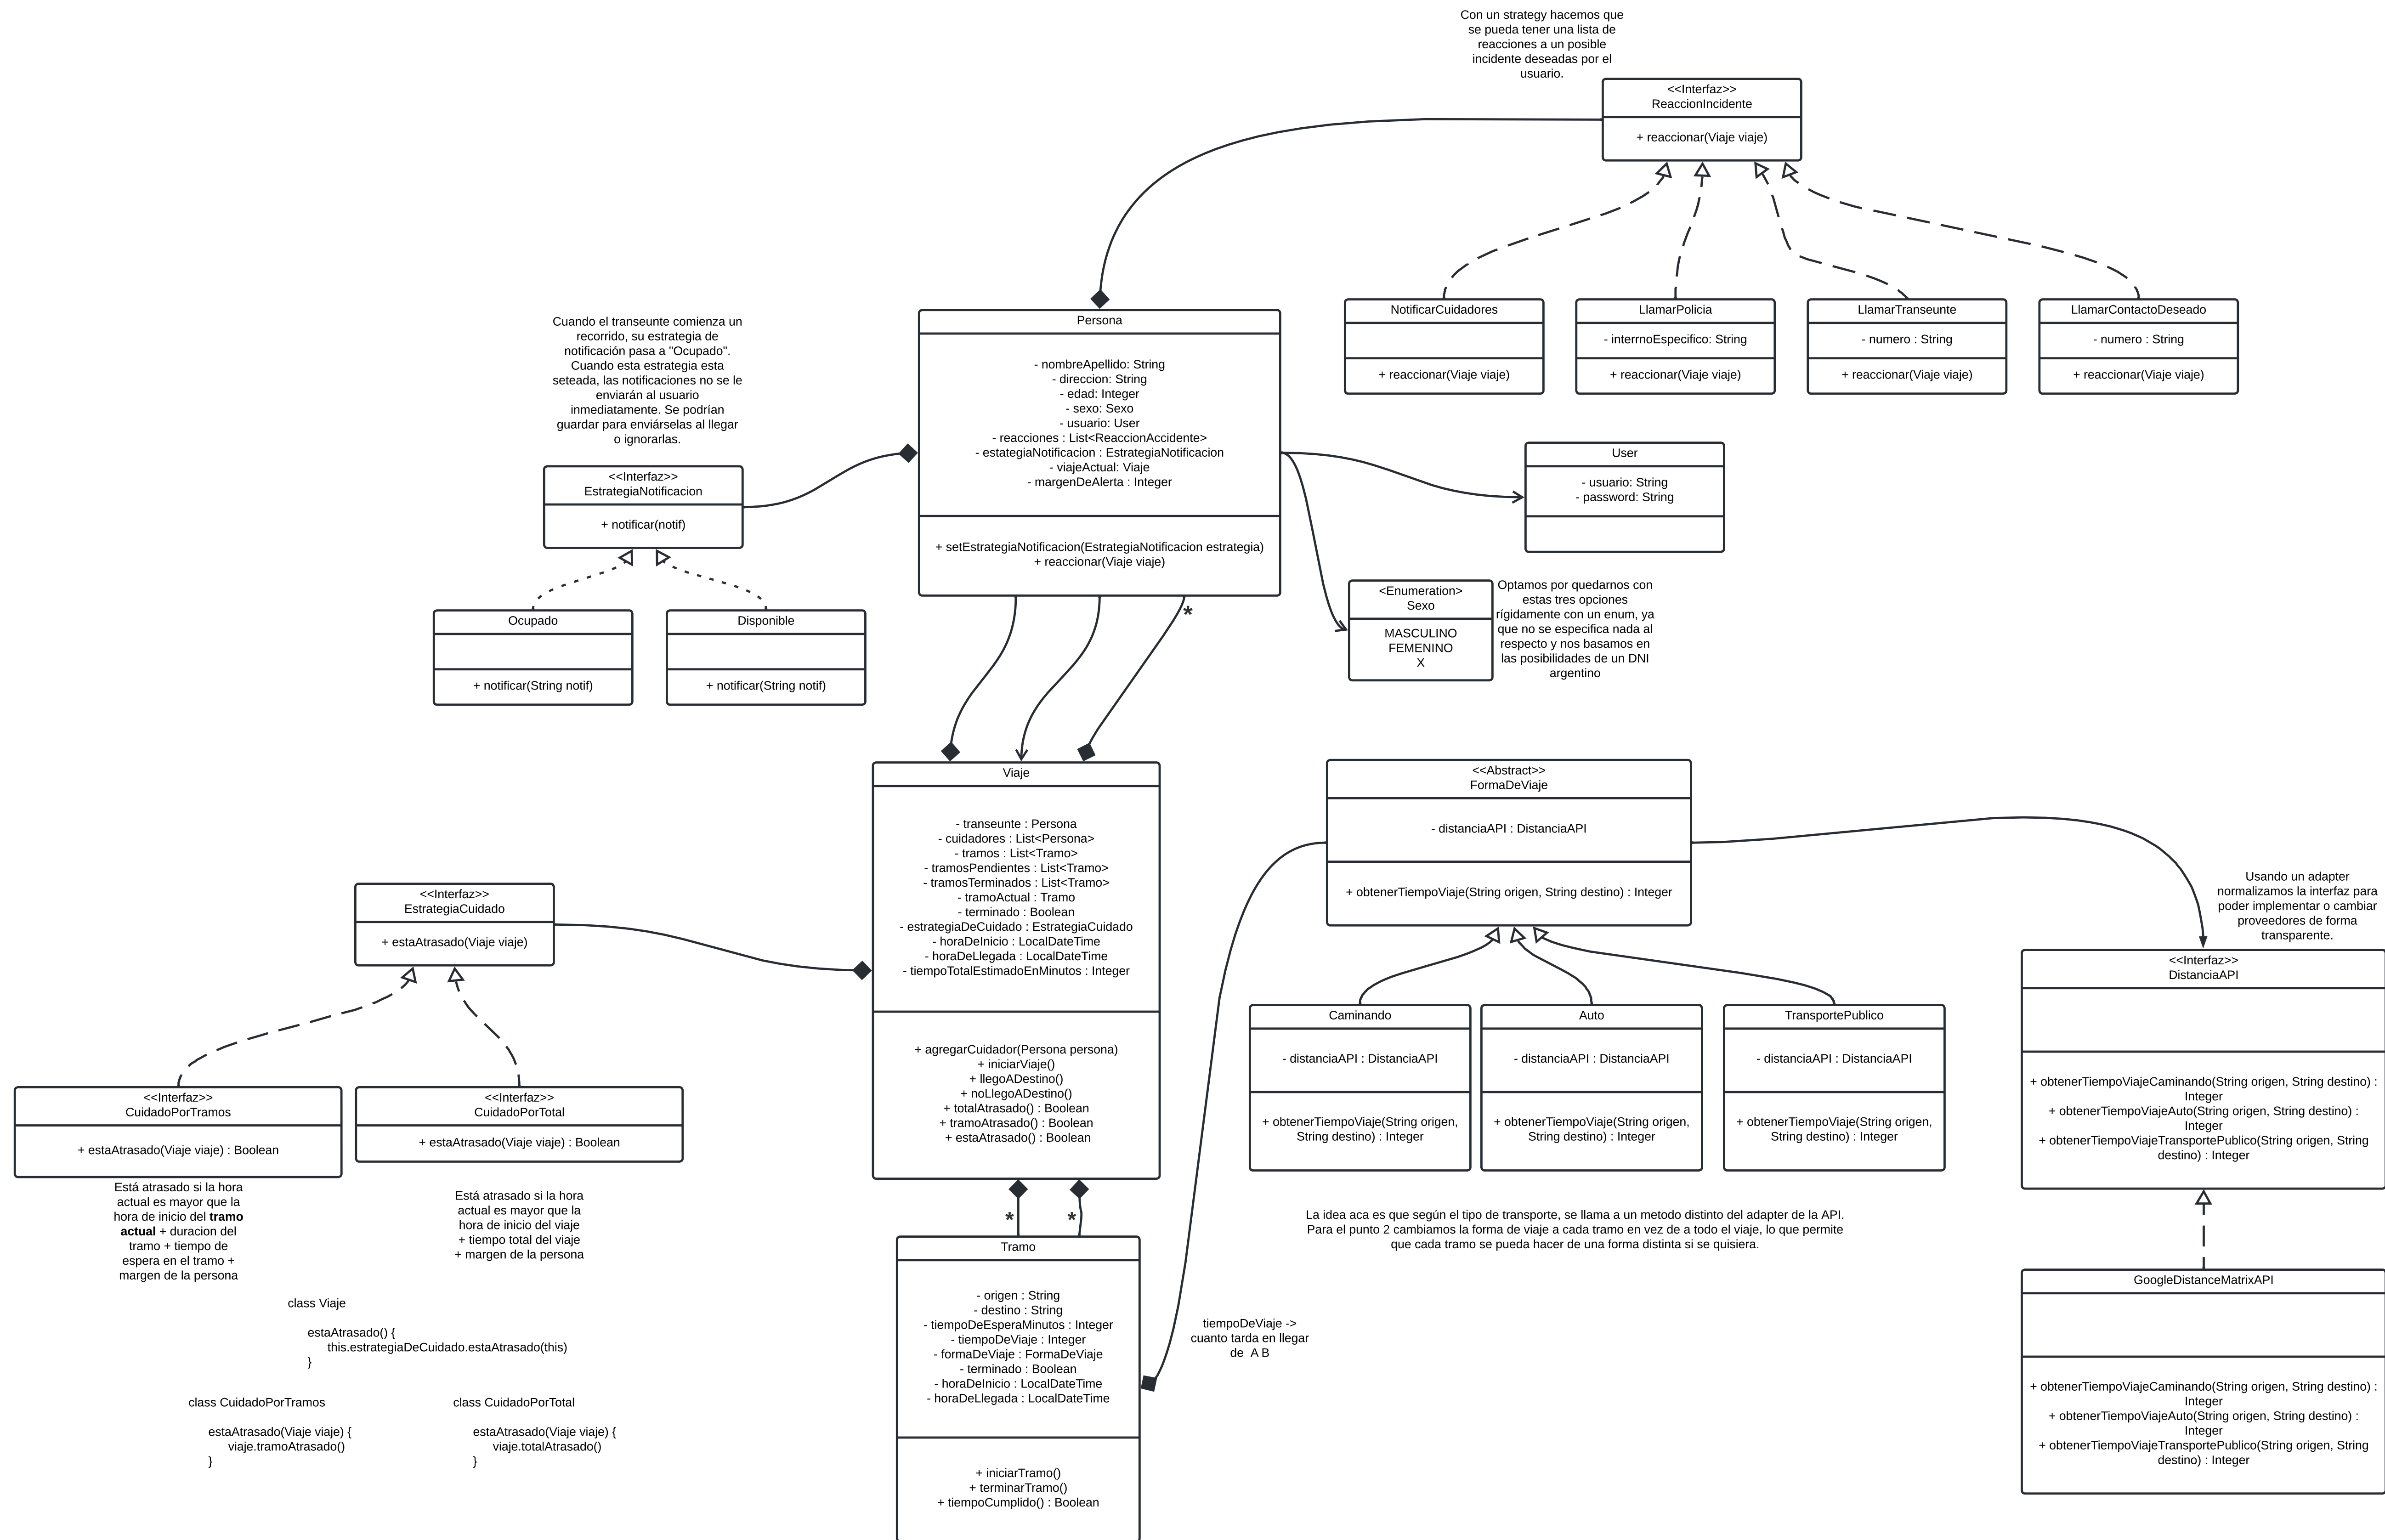 Con un strategy hacemos que
se pueda tener una lista de
reacciones a un posible
incidente deseadas por el
usuario.
<<Interfaz>>
ReaccionIncidente
+ reaccionar(Viaje viaje)
NotificarCuidadores
+ reaccionar(Viaje viaje)
LlamarPolicia
- interrnoEspecifico: String
+ reaccionar(Viaje viaje)
LlamarTranseunte
- numero : String
+ reaccionar(Viaje viaje)
LlamarContactoDeseado
- numero : String
+ reaccionar(Viaje viaje)
Cuando el transeunte comienza un
recorrido, su estrategia de
notificación pasa a "Ocupado".
Cuando esta estrategia esta
seteada, las notificaciones no se le
enviarán al usuario
inmediatamente. Se podrían
guardar para enviárselas al llegar
o ignorarlas.
<<Interfaz>>
EstrategiaNotificacion
+ notificar(notif)
Ocupado
+ notificar(String notif)
Disponible
+ notificar(String notif)
Persona
- nombreApellido: String
- direccion: String
- edad: Integer
- sexo: Sexo
- usuario: User
- reacciones : List<ReaccionAccidente>
- estategiaNotificacion : EstrategiaNotificacion
- viajeActual: Viaje
- margenDeAlerta : Integer
+ setEstrategiaNotificacion(EstrategiaNotificacion estrategia)
+ reaccionar(Viaje viaje)
*
User
- usuario: String
- password: String
<Enumeration>
Sexo
MASCULINO
FEMENINO
X
Optamos por quedarnos con
estas tres opciones
rígidamente con un enum, ya
que no se especifica nada al
respecto y nos basamos en
las posibilidades de un DNI
argentino
Viaje
- transeunte : Persona
- cuidadores : List<Persona>
- tramos : List<Tramo>
- tramosPendientes : List<Tramo>
- tramosTerminados : List<Tramo>
- tramoActual : Tramo
- terminado : Boolean
- estrategiaDeCuidado : EstrategiaCuidado
- horaDeInicio : LocalDateTime
- horaDeLlegada : LocalDateTime
- tiempoTotalEstimadoEnMinutos : Integer
+ agregarCuidador(Persona persona)
+ iniciarViaje()
+ llegoADestino()
+ noLlegoADestino()
+ totalAtrasado() : Boolean
+ tramoAtrasado() : Boolean
+ estaAtrasado() : Boolean
*
*
<<Interfaz>>
EstrategiaCuidado
+ estaAtrasado(Viaje viaje)
<<Interfaz>>
CuidadoPorTramos
+ estaAtrasado(Viaje viaje) : Boolean
<<Interfaz>>
CuidadoPorTotal
+ estaAtrasado(Viaje viaje) : Boolean
Está atrasado si la hora
actual es mayor que la
hora de inicio del tramo
actual + duracion del
tramo + tiempo de
espera en el tramo +
margen de la persona
Está atrasado si la hora
actual es mayor que la
hora de inicio del viaje
+ tiempo total del viaje
+ margen de la persona
class Viaje
estaAtrasado() {
this.estrategiaDeCuidado.estaAtrasado(this)
}
class CuidadoPorTramos
estaAtrasado(Viaje viaje) {
viaje.tramoAtrasado()
}
class CuidadoPorTotal
estaAtrasado(Viaje viaje) {
viaje.totalAtrasado()
}
Tramo
- origen : String
- destino : String
- tiempoDeEsperaMinutos : Integer
- tiempoDeViaje : Integer
- formaDeViaje : FormaDeViaje
- terminado : Boolean
- horaDeInicio : LocalDateTime
- horaDeLlegada : LocalDateTime
+ iniciarTramo()
+ terminarTramo()
+ tiempoCumplido() : Boolean
tiempoDeViaje ->
cuanto tarda en llegar
de A B
<<Abstract>>
FormaDeViaje
- distanciaAPI : DistanciaAPI
+ obtenerTiempoViaje(String origen, String destino) : Integer
Caminando
- distanciaAPI : DistanciaAPI
+ obtenerTiempoViaje(String origen,
String destino) : Integer
Auto
- distanciaAPI : DistanciaAPI
+ obtenerTiempoViaje(String origen,
String destino) : Integer
TransportePublico
- distanciaAPI : DistanciaAPI
+ obtenerTiempoViaje(String origen,
String destino) : Integer
La idea aca es que según el tipo de transporte, se llama a un metodo distinto del adapter de la API.
Para el punto 2 cambiamos la forma de viaje a cada tramo en vez de a todo el viaje, lo que permite
que cada tramo se pueda hacer de una forma distinta si se quisiera.
Usando un adapter
normalizamos la interfaz para
poder implementar o cambiar
proveedores de forma
transparente.
<<Interfaz>>
DistanciaAPI
+ obtenerTiempoViajeCaminando(String origen, String destino) :
Integer
+ obtenerTiempoViajeAuto(String origen, String destino) :
Integer
+ obtenerTiempoViajeTransportePublico(String origen, String
destino) : Integer
GoogleDistanceMatrixAPI
+ obtenerTiempoViajeCaminando(String origen, String destino) :
Integer
+ obtenerTiempoViajeAuto(String origen, String destino) :
Integer
+ obtenerTiempoViajeTransportePublico(String origen, String
destino) : Integer